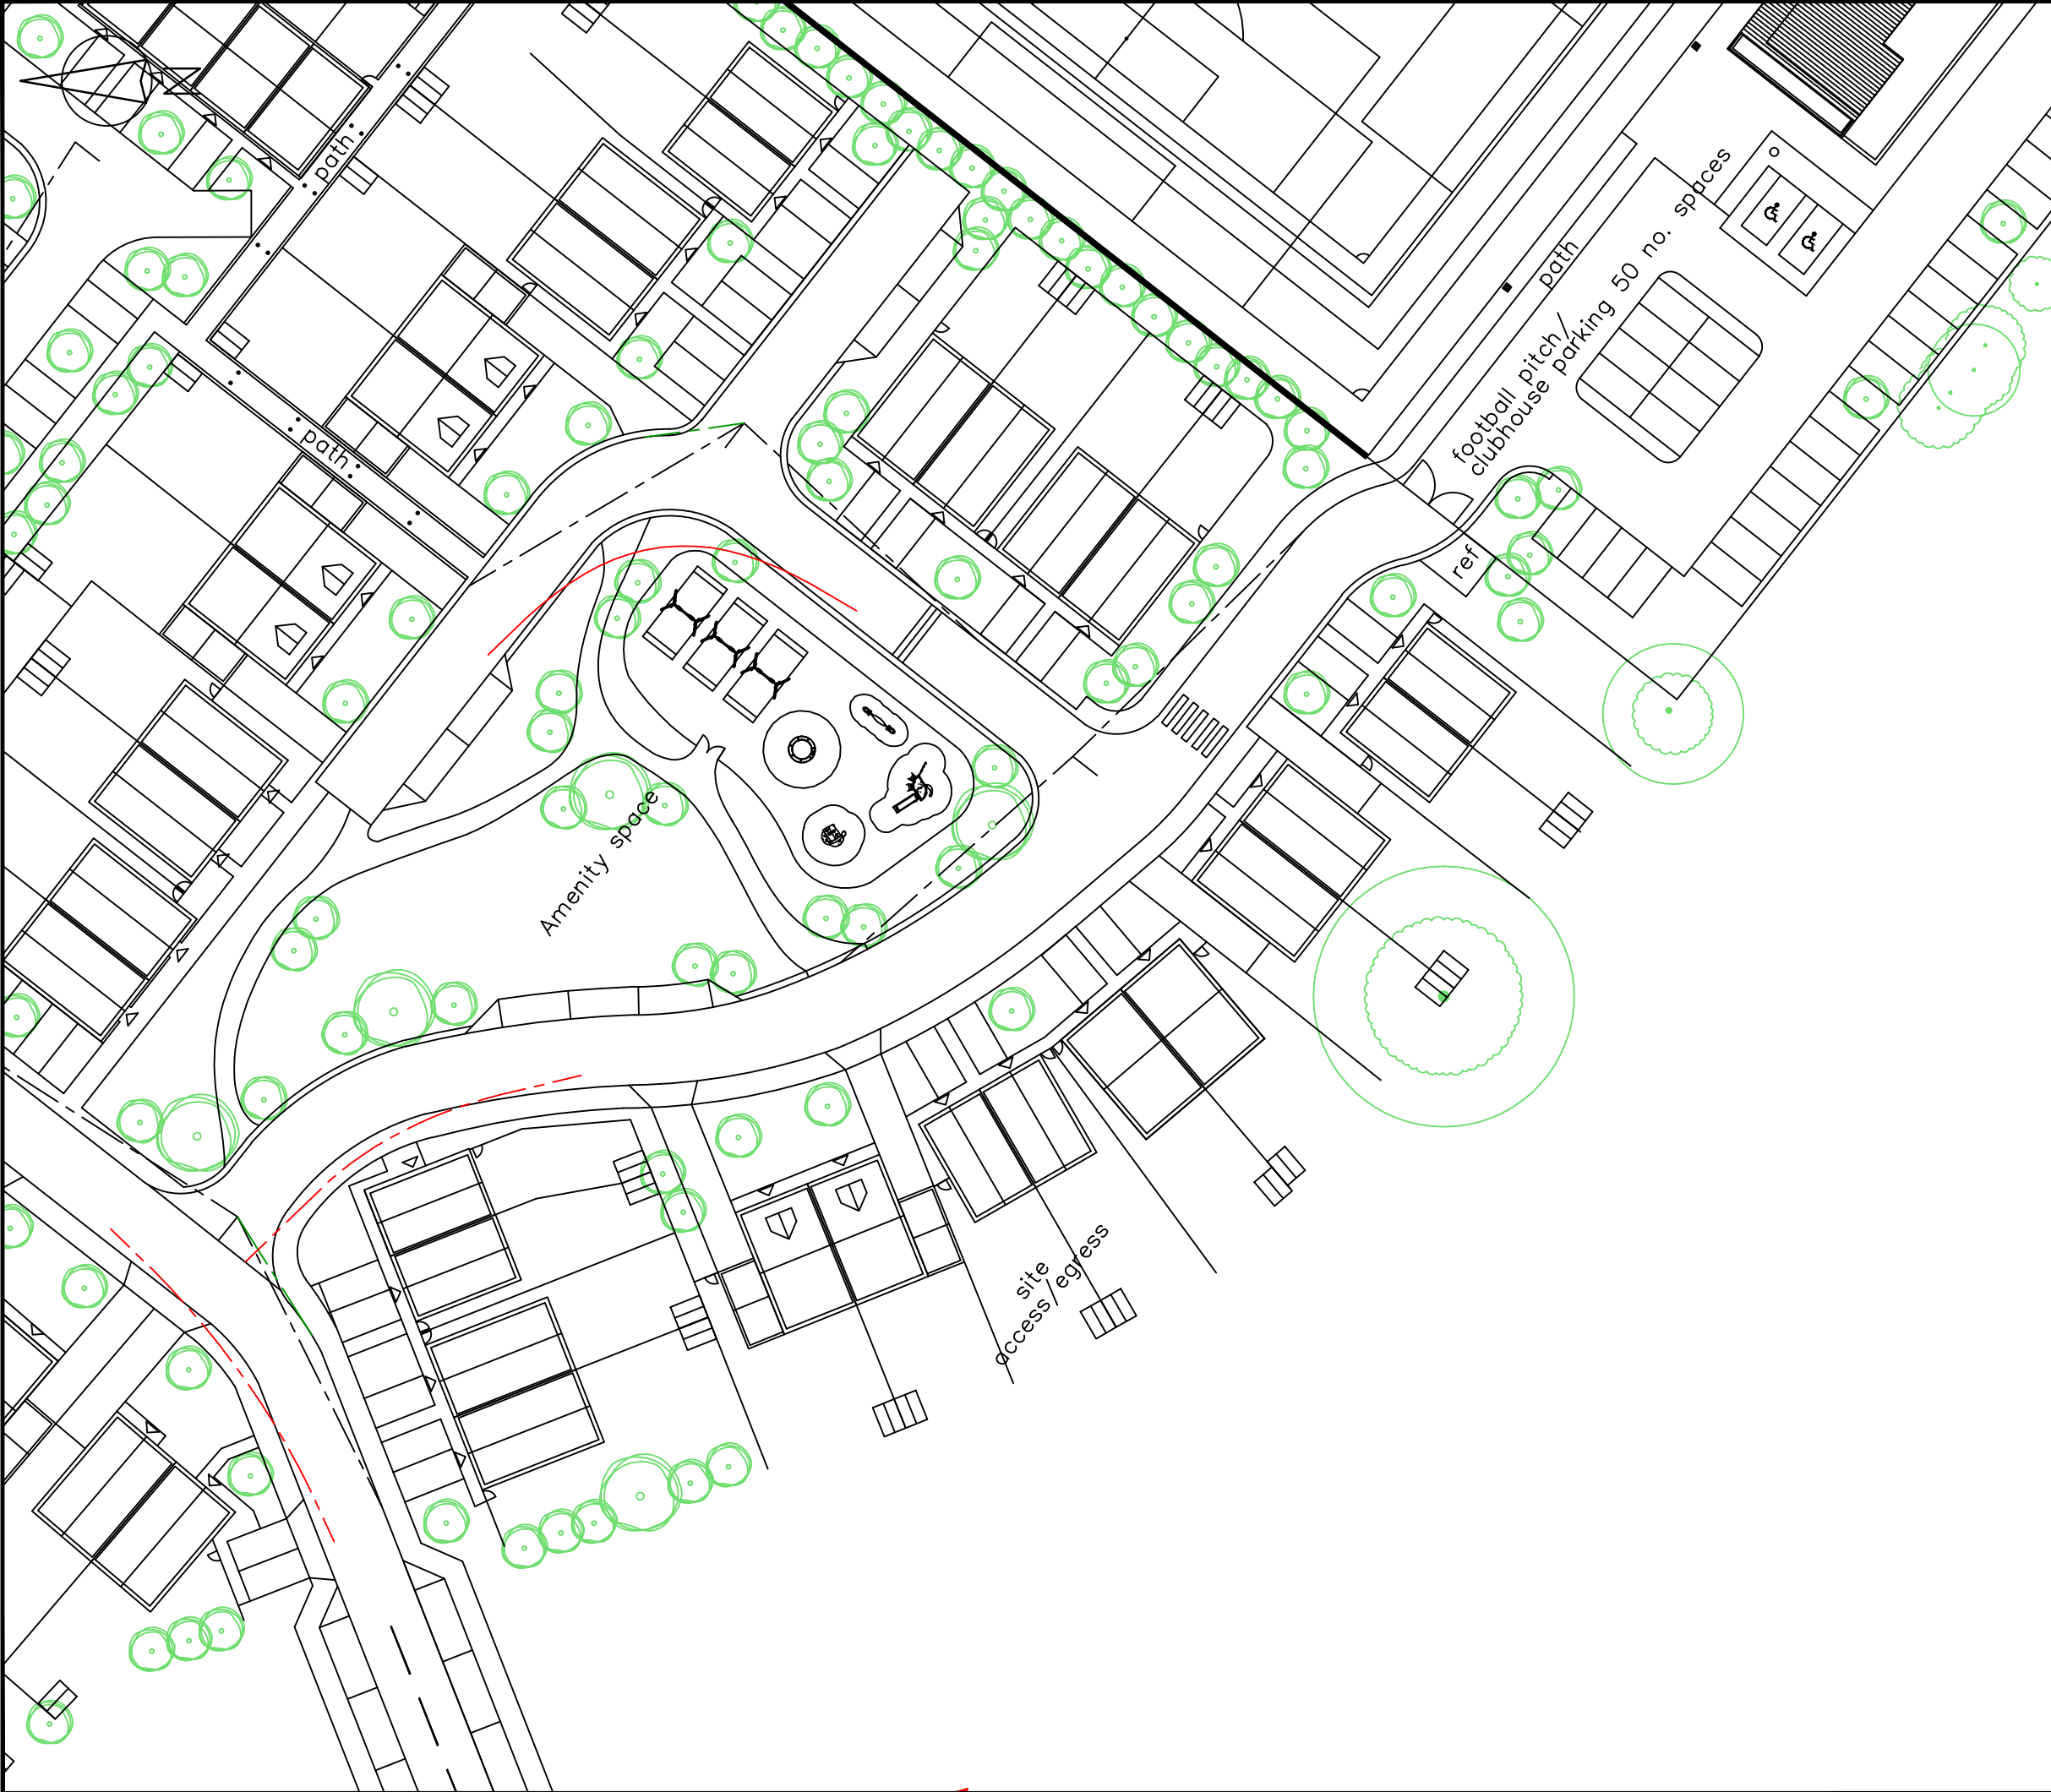 path
path
path
football pitch/
clubhouse parking 50 no. spaces
ref
Amenity space
site
access/egress